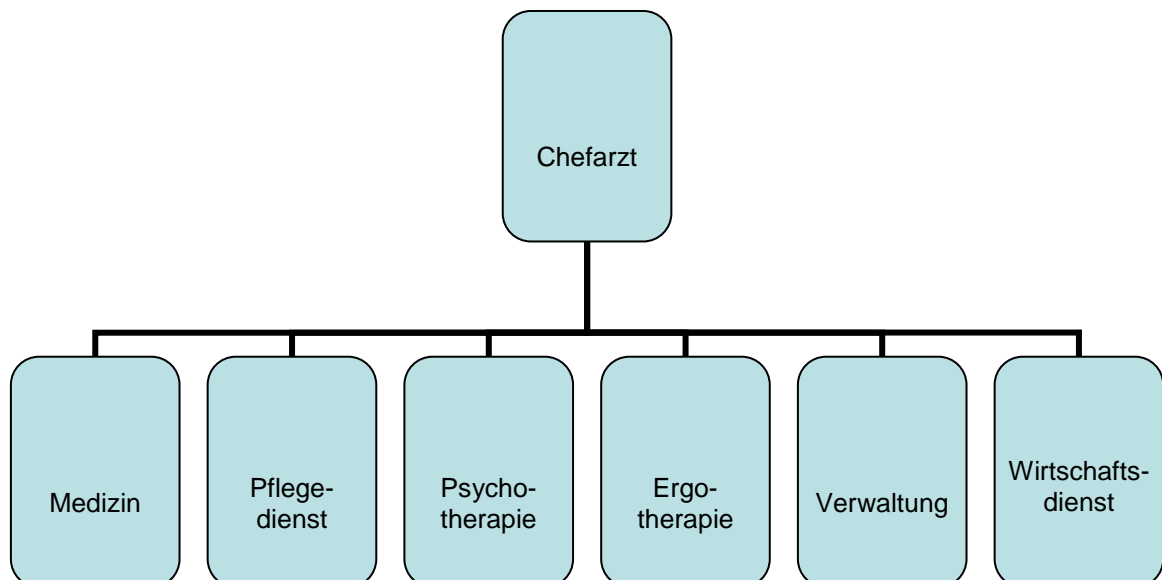 Chefarzt
Medizin
Pflege-
dienst
Psycho-
therapie
Ergo-
therapie
Verwaltung
Wirtschafts-
dienst